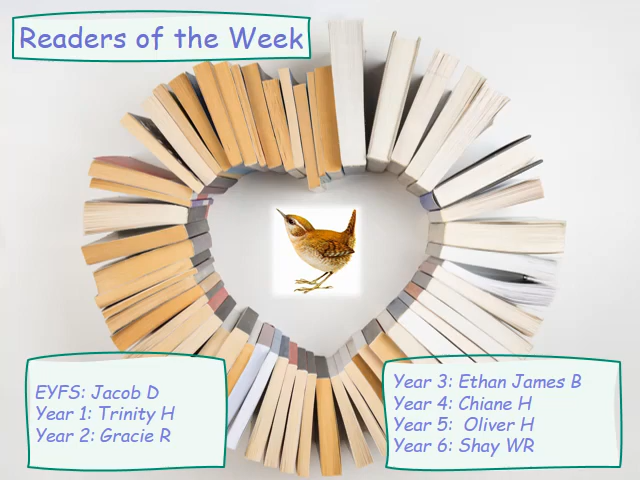 Readers of the Week
EYFS: Jacob D
Year 1: Trinity H
Year 2: Gracie R
Year 3: Ethan James B
Year 4: Chiane H
Year 5:  Oliver H
Year 6: Shay WR